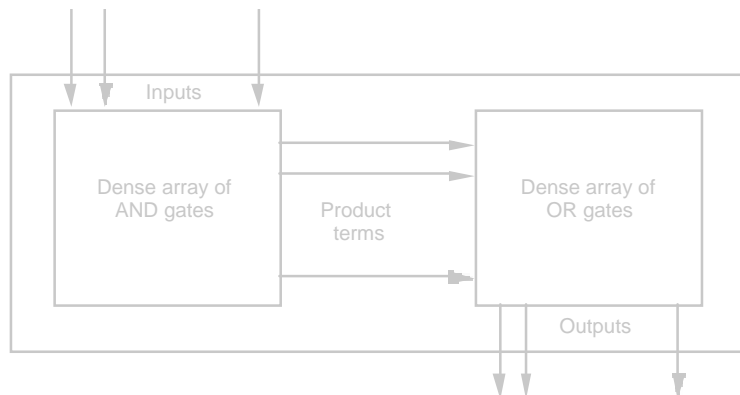 Inputs
Dense array of
AND gates
Product
terms
Dense array of
OR gates
Outputs